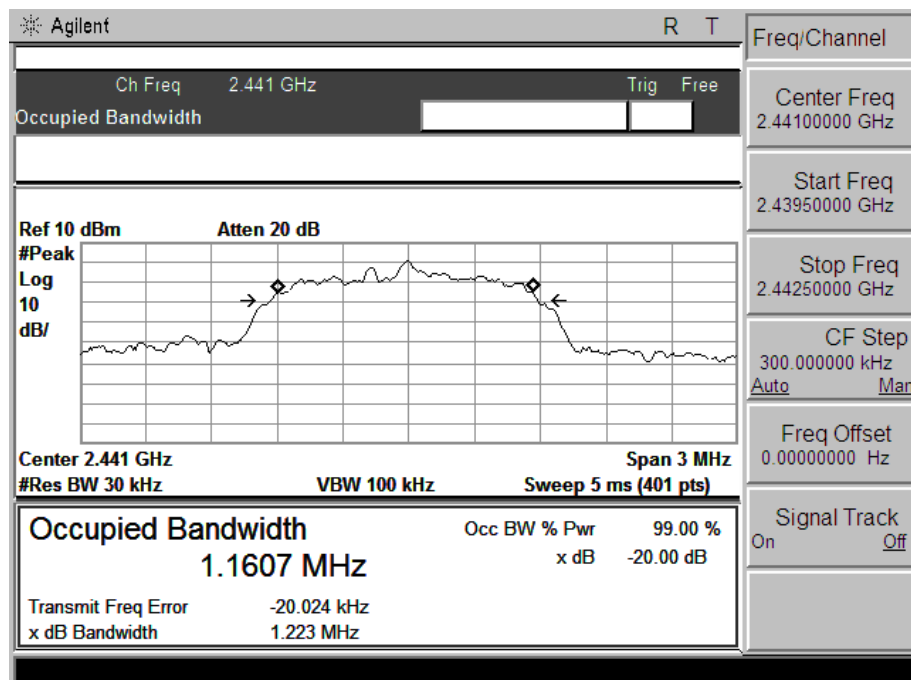 Agilent R T
Ch Freq 2.441 GHz Trig Free
Occupied Bandwidth
Ref 10 dBm Atten 20 dB
#Peak
Log
10
dB/
Center 2.441 GHz Span 3 MHz
#Res BW 30 kHz VBW 100 kHz Sweep 5 ms (401 pts)
Occupied Bandwidth
1.1607 MHz
Occ BW % Pwr 99.00 %
x dB -20.00 dB
Transmit Freq Error -20.024 kHz
x dB Bandwidth 1.223 MHz
Freq/Channel
Center Freq
2.44100000 GHz
Start Freq
2.43950000 GHz
Stop Freq
2.44250000 GHz
CF Step
300.000000 kHz
Auto Man
Freq Offset
0.00000000 Hz
Signal Track
On Off